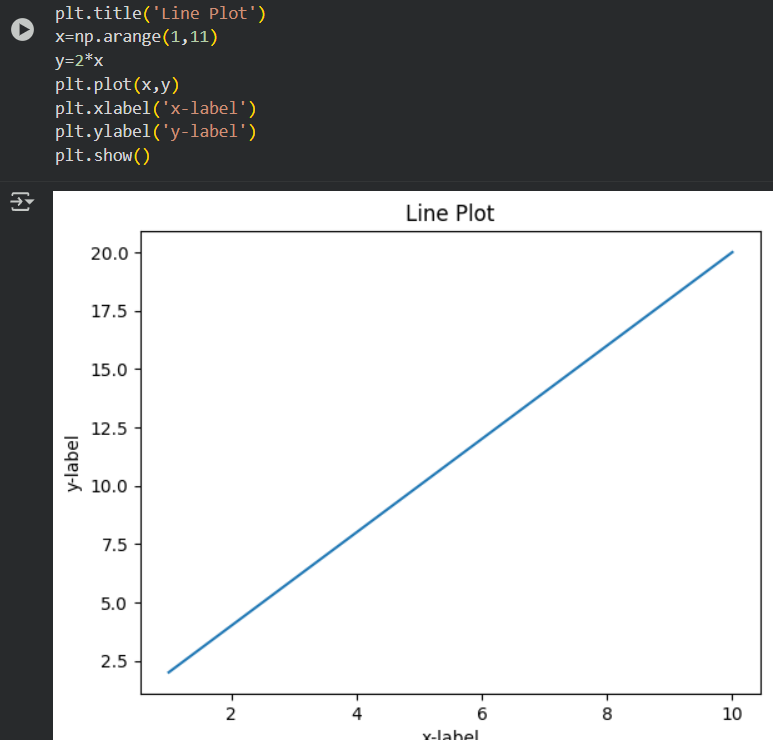 plt.title('Line Plot')
x=np.arange(1,11)
y=2*x
plt.plot(x,y)
plt.xlabel('x-label')
plt.ylabel('y-label')
plt.show()
Line Plot
20.0
17.5
15.0
12.5
10.0
7.5
5.0
2.5
y-label
2 4 6 8 10
x-label